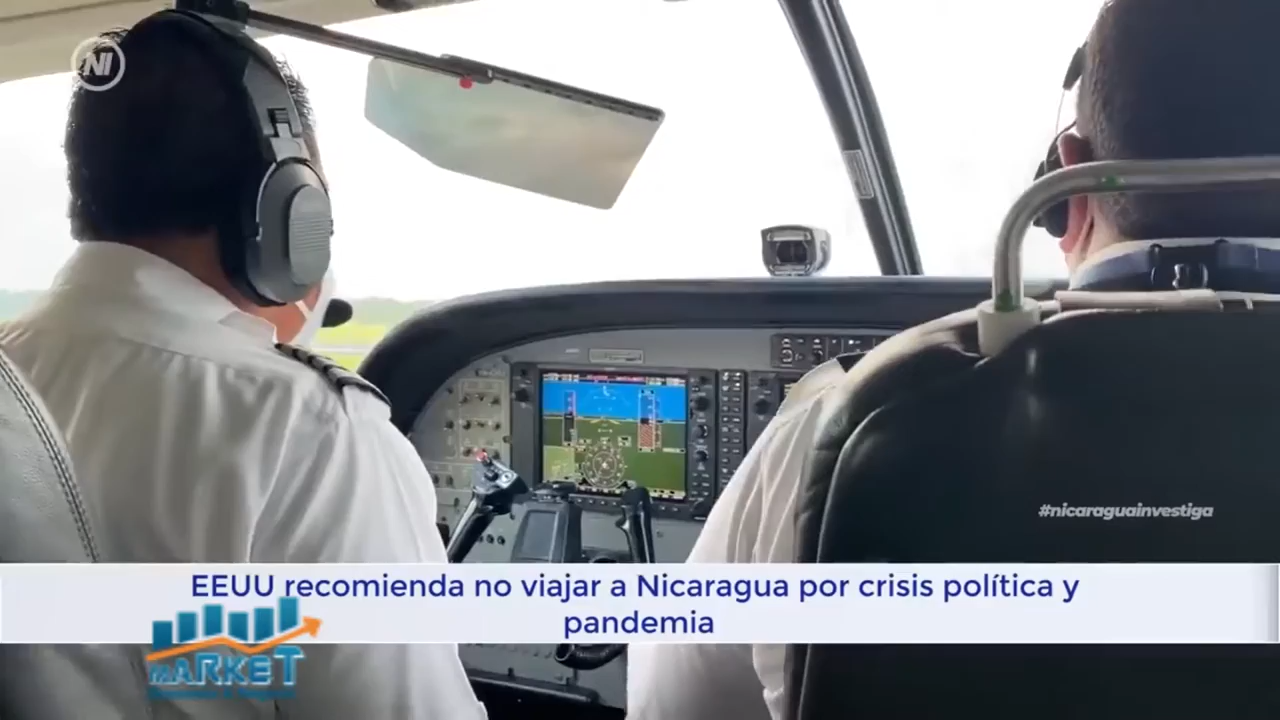 NI
#nicaraguainvestiga
EEUU recomienda no viajar a Nicaragua por crisis política y
pandemia
MARKET